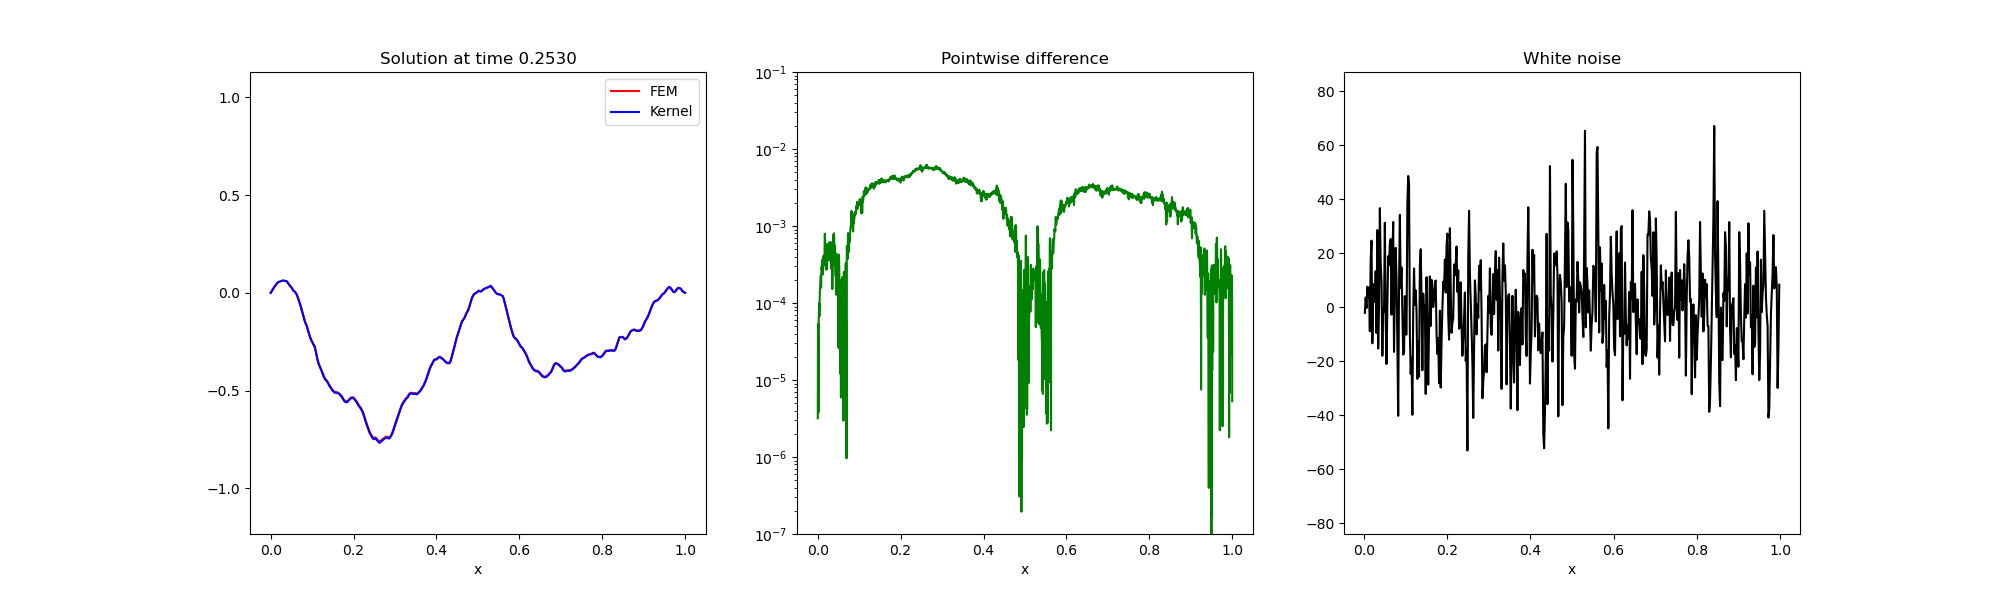 Solution at time 0.2530
1.0
0.5
0.0
−0.5
−1.0
0.0 0.2 0.4 0.6 0.8 1.0
x
FEM
Kernel
Pointwise difference
10⁻¹
10⁻²
10⁻³
10⁻⁴
10⁻⁵
10⁻⁶
10⁻⁷
0.0 0.2 0.4 0.6 0.8 1.0
x
White noise
80
60
40
20
0
−20
−40
−60
−80
0.0 0.2 0.4 0.6 0.8 1.0
x